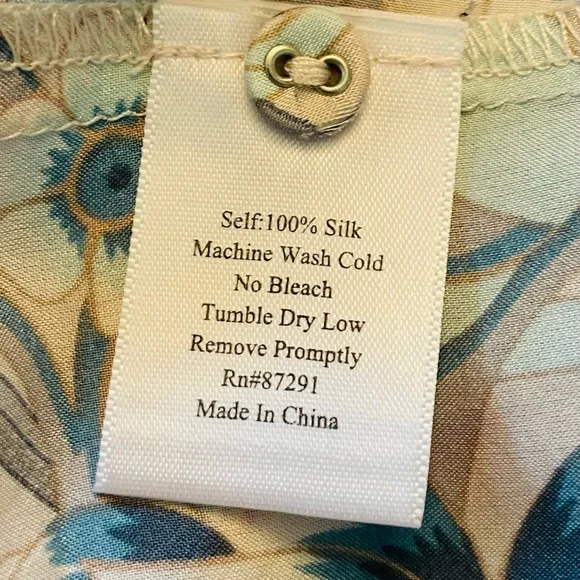 Self:100% Silk
Machine Wash Cold
No Bleach
Tumble Dry Low
Remove Promptly
Rn#87291
Made In China